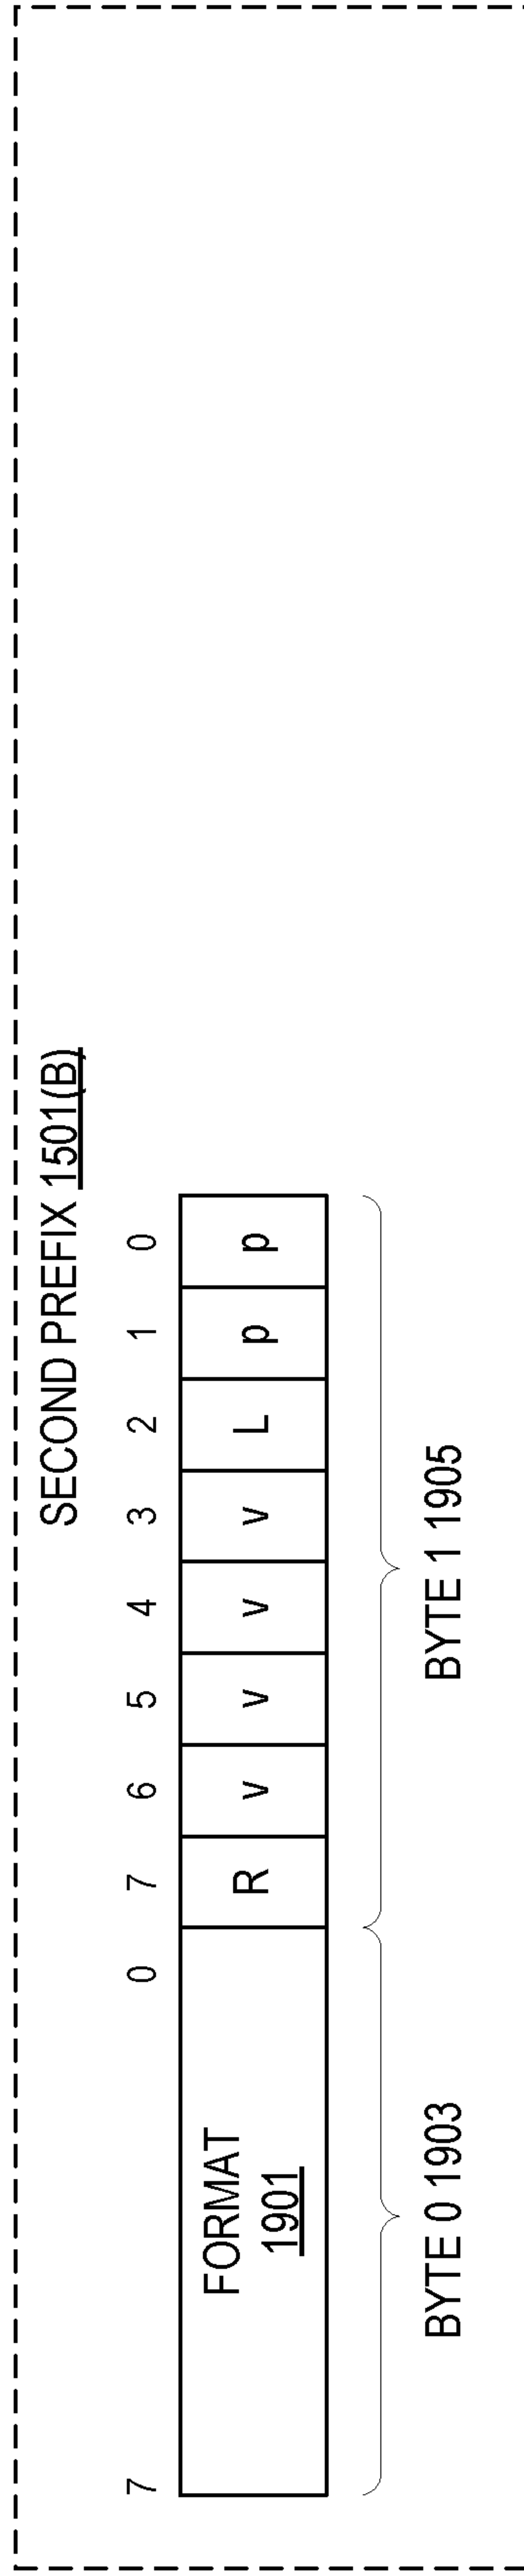 SECOND PREFIX 1501(B)
7 0 7 6 5 4 3 2 1 0
FORMAT
1901
R v v v v L p p
BYTE 0 1903 BYTE 1 1905